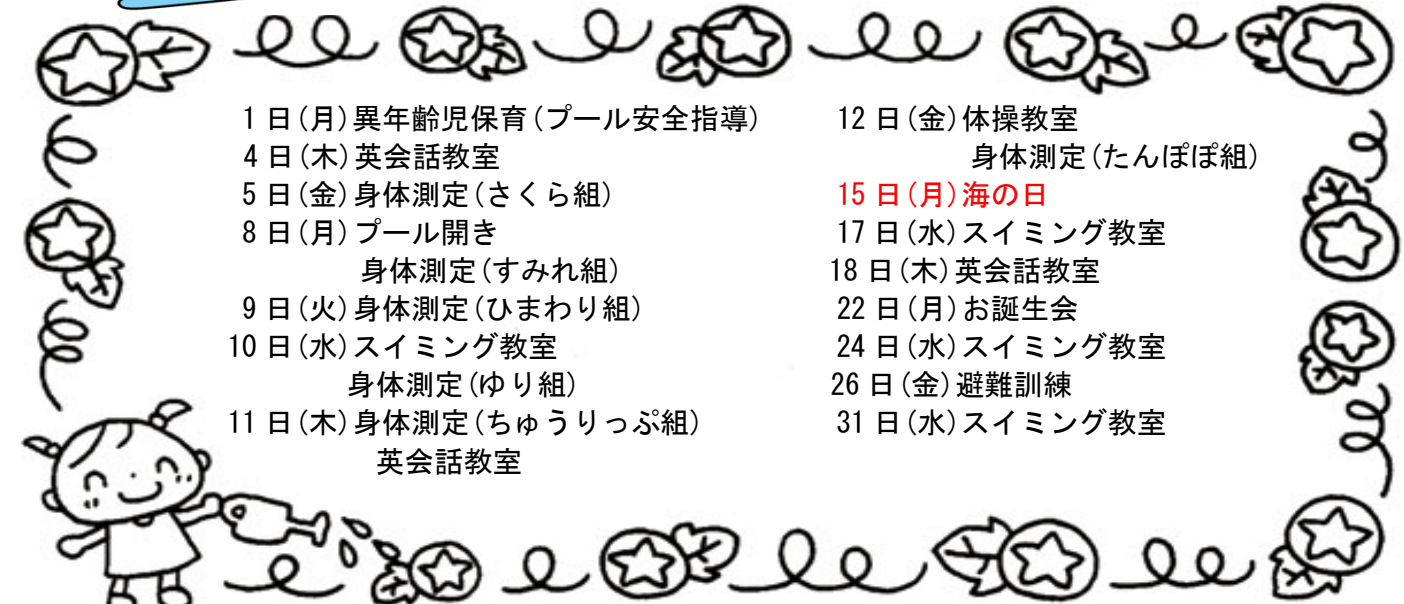 1日(月)異年齢児保育(プール安全指導)
4日(木)英会話教室
5日(金)身体測定(さくら組)
8日(月)プール開き
身体測定(すみれ組)
9日(火)身体測定(ひまわり組)
10日(水)スイミング教室
身体測定(ゆり組)
11日(木)身体測定(ちゅうりっぷ組)
英会話教室
12日(金)体操教室
身体測定(たんぽぽ組)
15日(月)海の日
17日(水)スイミング教室
18日(木)英会話教室
22日(月)お誕生会
24日(水)スイミング教室
26日(金)避難訓練
31日(水)スイミング教室